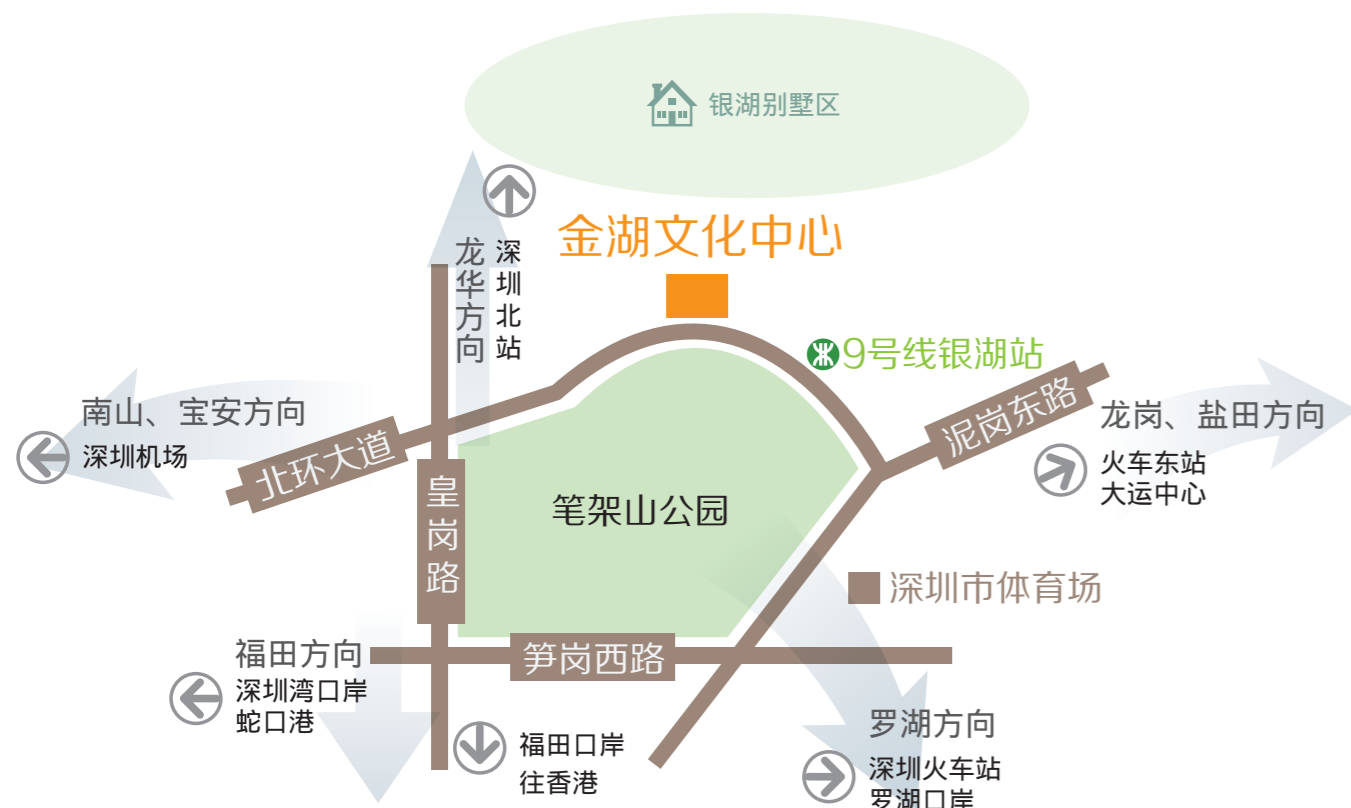 银湖别墅区
金湖文化中心
龙华方向
深圳北站
9号线银湖站
南山、宝安方向
深圳机场
北环大道
泥岗东路
龙岗、盐田方向
火车东站
大运中心
皇岗路
笔架山公园
深圳市体育场
笋岗西路
福田方向
深圳湾口岸
蛇口港
福田口岸
往香港
罗湖方向
深圳火车站
罗湖口岸